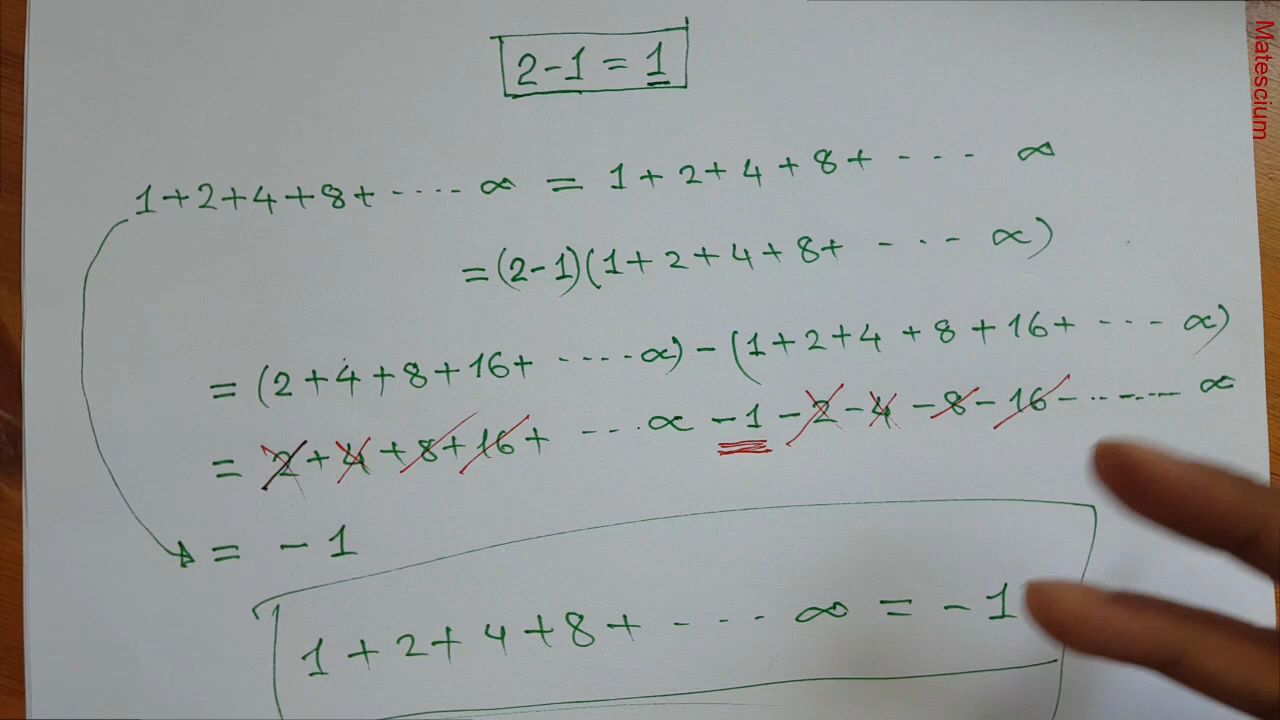 2-1 = 1
Matescium
1+2+4+8+ ···· ∞ = 1+2+4+8+ ··· ∞
=(2-1)(1+2+4+8+ ··· ∞)
= (2+4+8+16+ ····∞) - (1+2+4+8+16+ ··· ∞)
= 2+4+8+16+ ···∞ -1-2-4-8-16-······ ∞
= -1
1+2+4+8+ ··· ∞ = -1